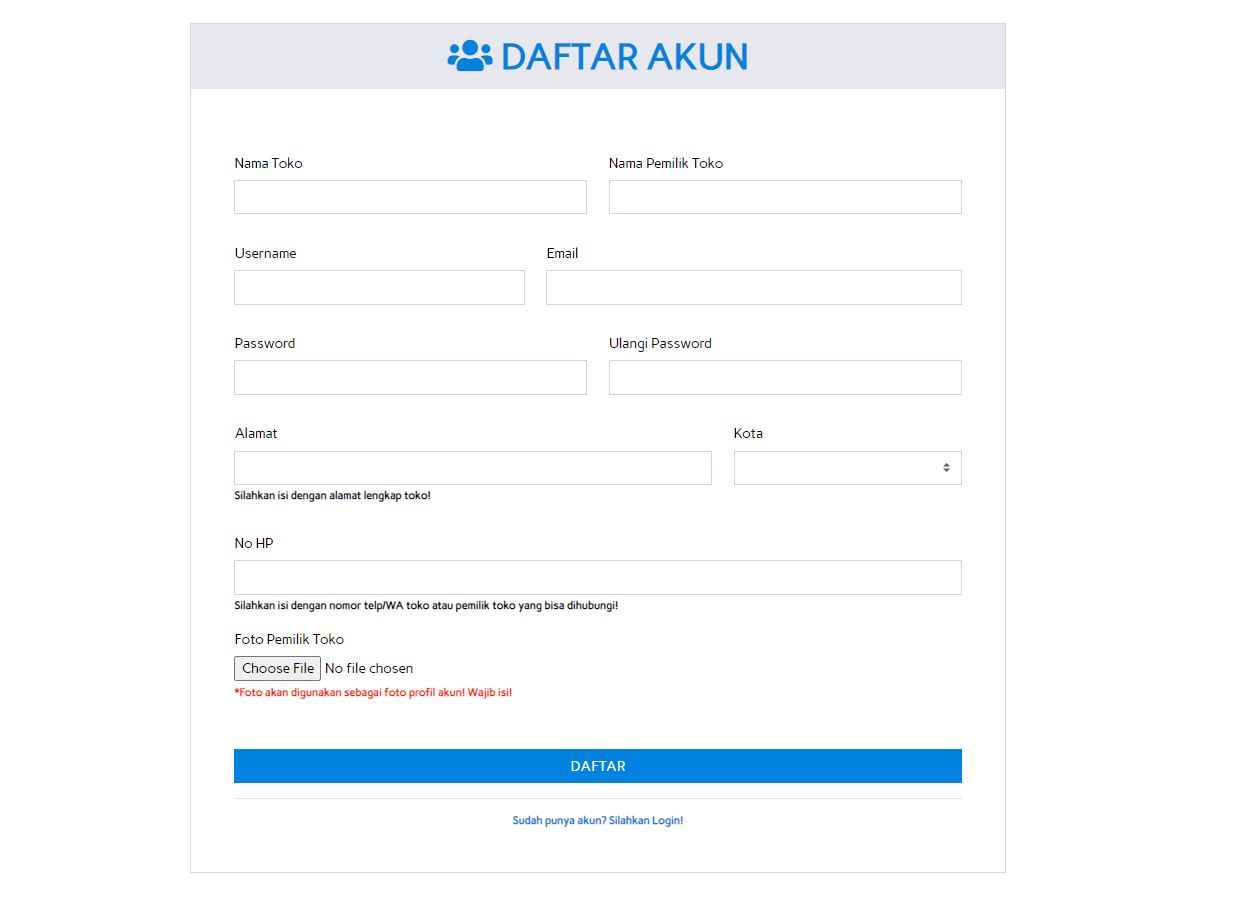 DAFTAR AKUN
Nama Toko
Nama Pemilik Toko
Username
Email
Password
Ulangi Password
Alamat
Kota
Silahkan isi dengan alamat lengkap toko!
No HP
Silahkan isi dengan nomor telp/WA toko atau pemilik toko yang bisa dihubungi!
Foto Pemilik Toko
Choose File No file chosen
*Foto akan digunakan sebagai foto profil akun! Wajib isi!
DAFTAR
Sudah punya akun? Silahkan Login!